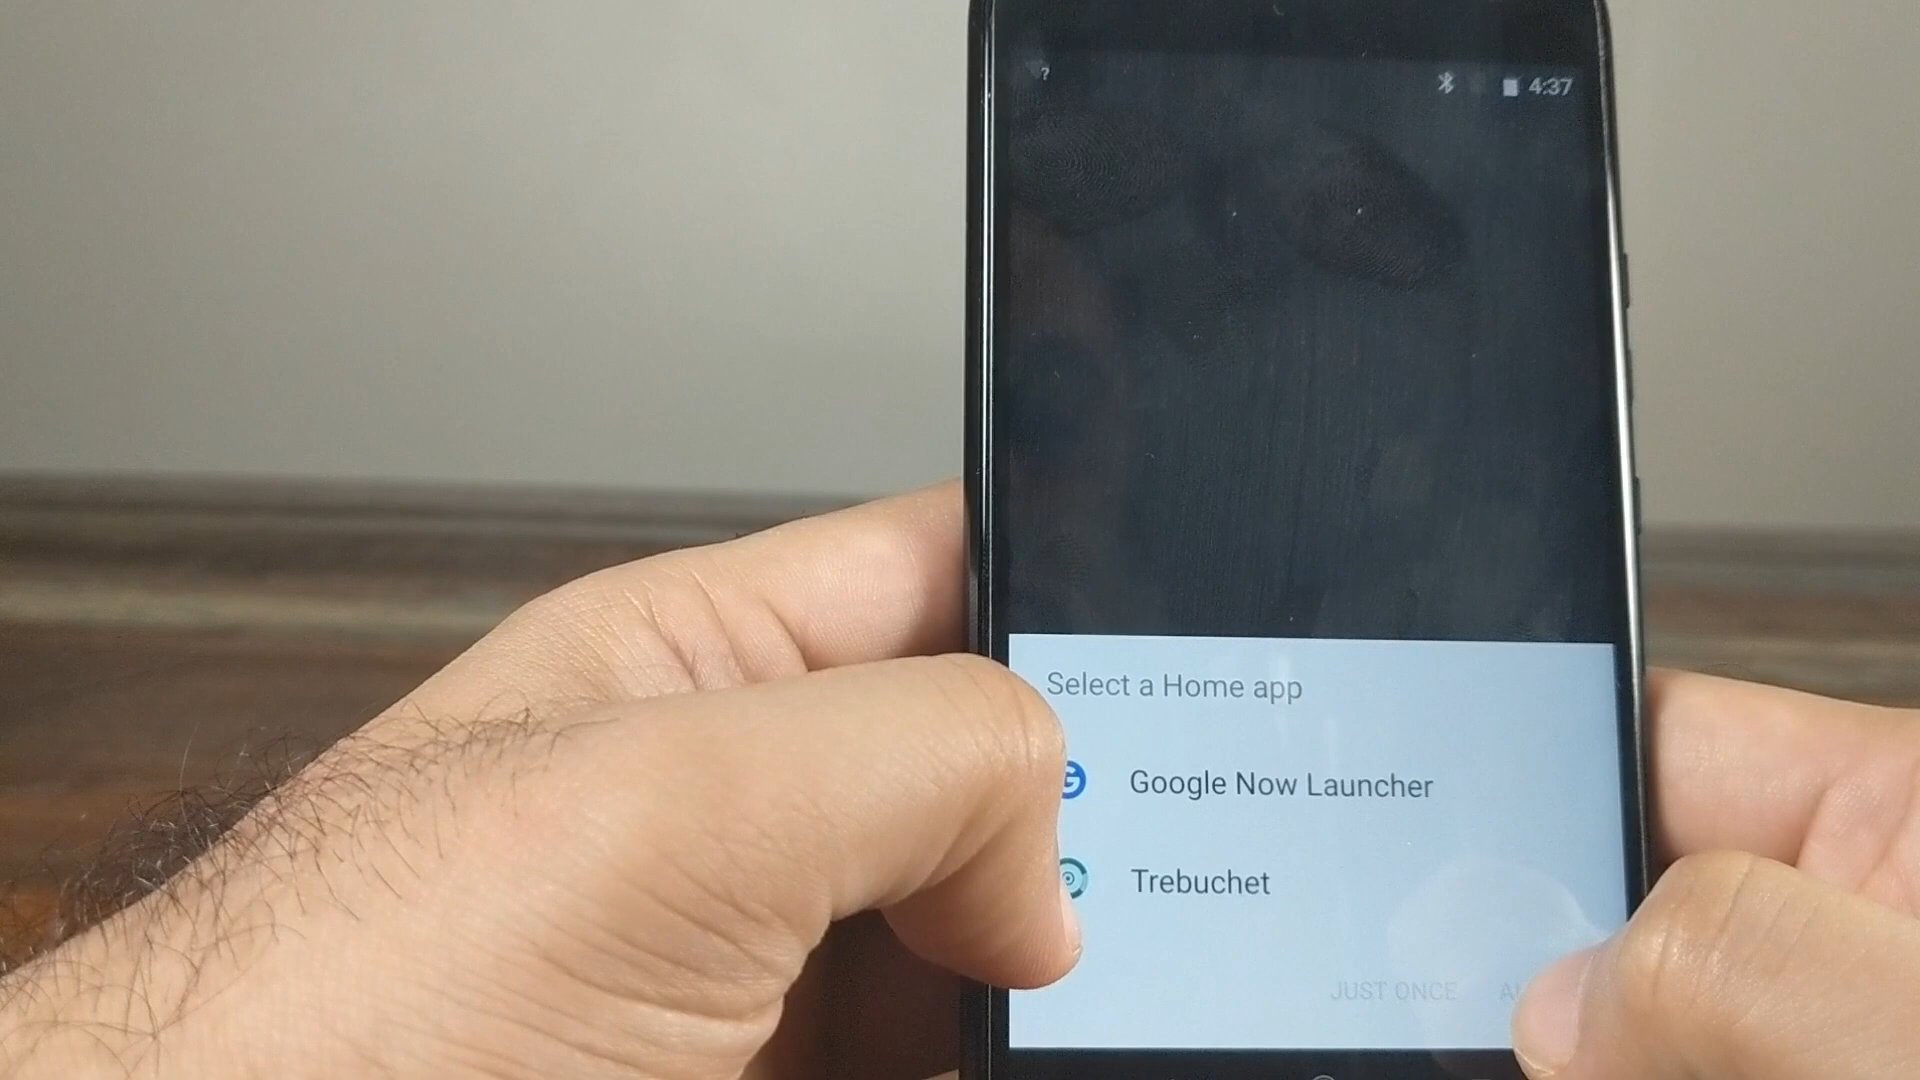 ?
4:37
Select a Home app
G
Google Now Launcher
Trebuchet
JUST ONCE